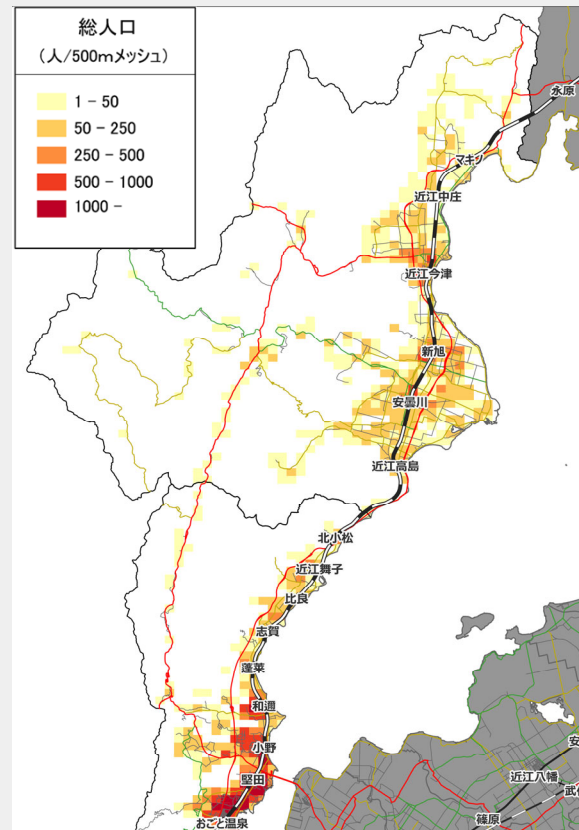 総人口
(人/500mメッシュ)
1 - 50
50 - 250
250 - 500
500 - 1000
1000 -
永原
マキノ
近江中庄
近江今津
新旭
安曇川
近江高島
北小松
近江舞子
比良
志賀
蓬莱
和邇
小野
堅田
おごと温泉
安
近江八幡
武
篠原